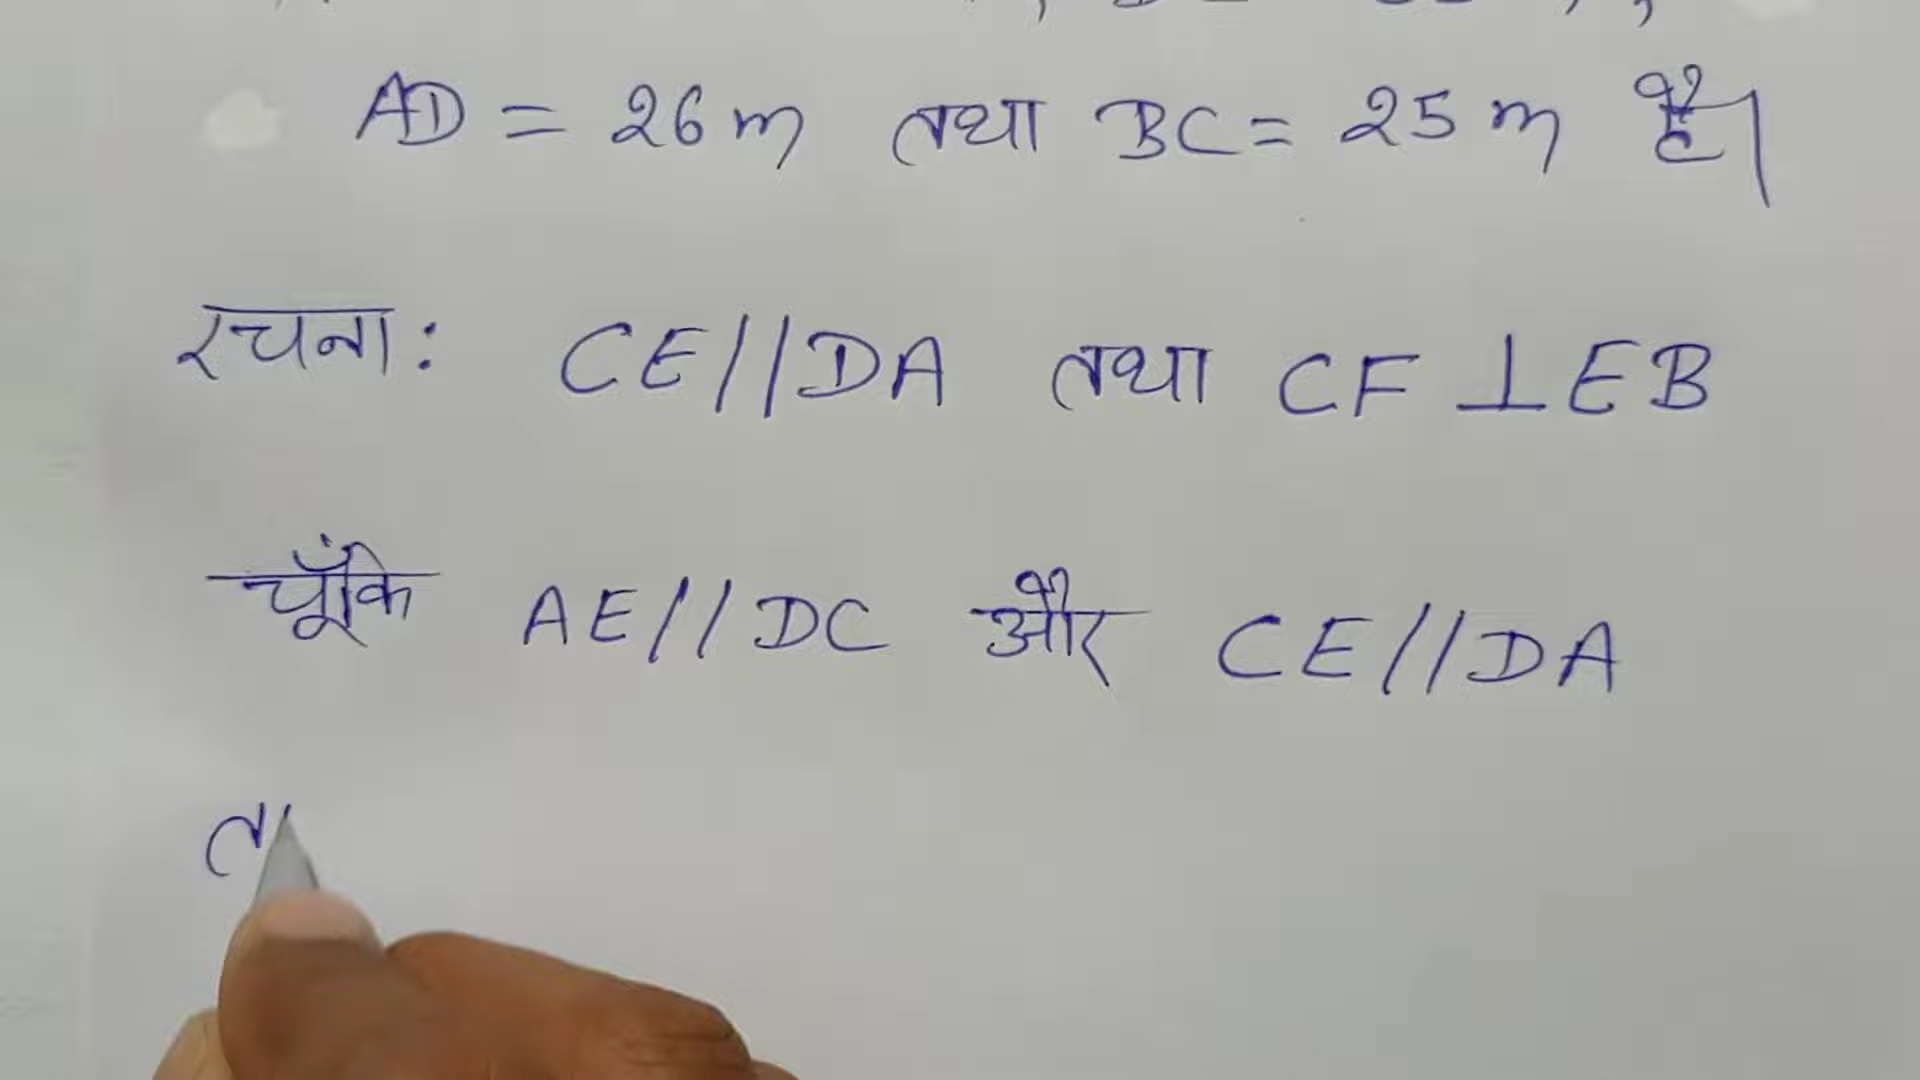 AD = 26 m तथा BC = 25 m है।
रचना: CE//DA तथा CF ⊥ EB
चूँकि AE//DC और CE//DA